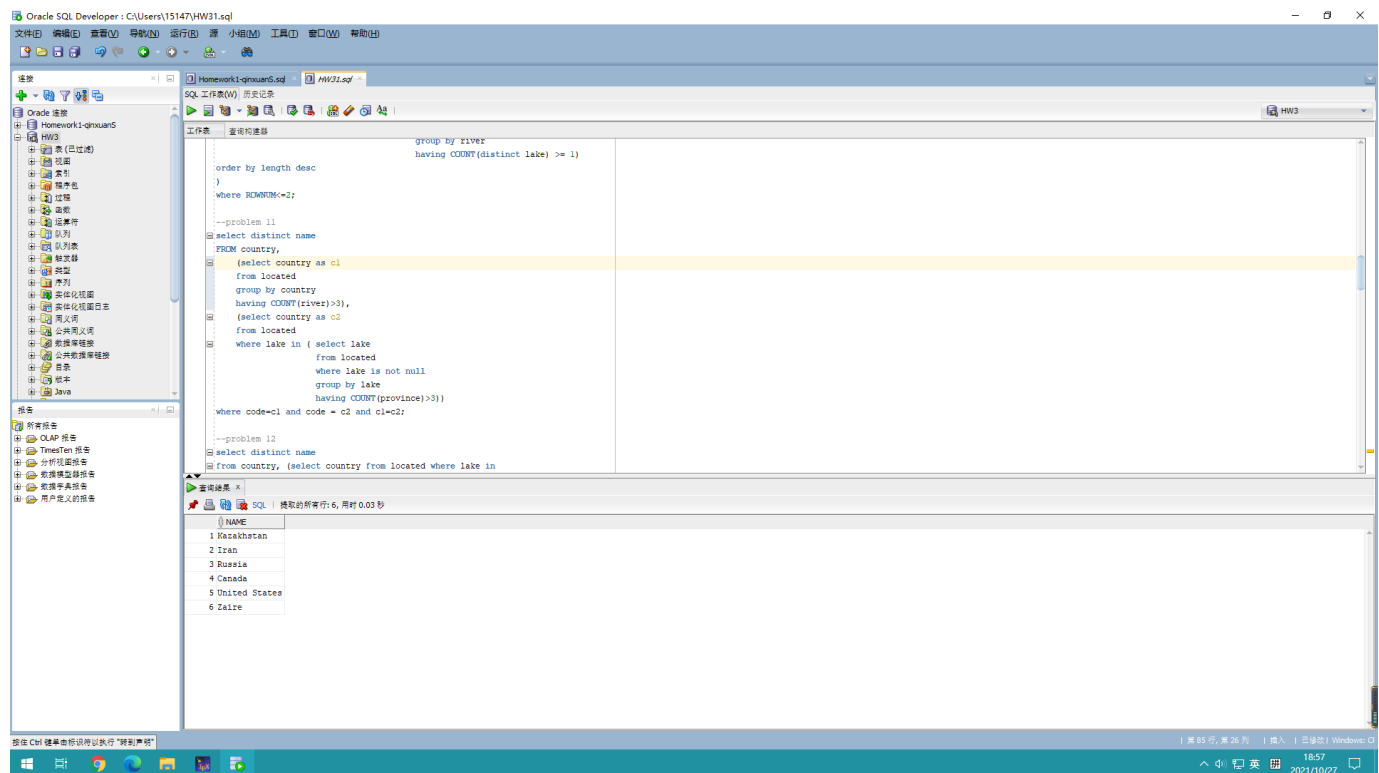 Oracle SQL Developer : C:\Users\15147\HW31.sql
文件(F) 编辑(E) 查看(V) 导航(N) 运行(R) 源 小组(M) 工具(T) 窗口(W) 帮助(H)
连接
Homework1-qinxuanS.sql
HW31.sql
SQL 工作表(W) 历史记录
Oracle 连接
Homework1-qinxuanS
HW3
表 (已过滤)
视图
索引
程序包
过程
函数
运算符
队列
队列表
触发器
类型
序列
实体化视图
实体化视图日志
同义词
公共同义词
数据库链接
公共数据库链接
目录
版本
Java
HW3
工作表 查询构建器
group by river
having COUNT(distinct lake) >= 1)
order by length desc
)
where ROWNUM<=2;
--problem 11
select distinct name
FROM country,
(select country as c1
from located
group by country
having COUNT(river)>3),
(select country as c2
from located
where lake in ( select lake
from located
where lake is not null
group by lake
having COUNT(province)>3))
where code=c1 and code = c2 and c1=c2;
--problem 12
select distinct name
from country, (select country from located where lake in
报告
所有报告
OLAP 报告
TimesTen 报告
分析视图报告
数据模型器报告
数据字典报告
用户定义的报告
查询结果
SQL | 提取的所有行: 6, 用时 0.03 秒
NAME
1 Kazakhstan
2 Iran
3 Russia
4 Canada
5 United States
6 Zaire
按住 Ctrl 键单击标识符以执行 "转到声明"
第 85 行, 第 26 列 | 插入 | 已修改 | Windows: CR
英 拼
18:57
2021/10/27